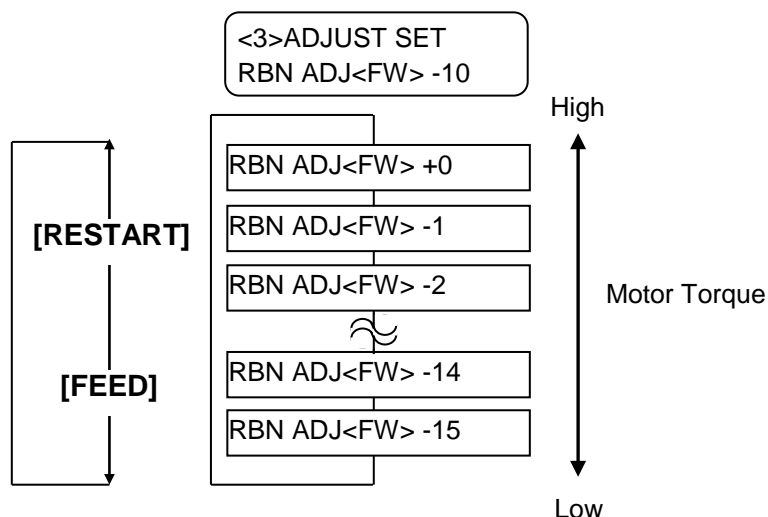 <3>ADJUST SET
RBN ADJ<FW> -10
High
RBN ADJ<FW> +0
[RESTART]
RBN ADJ<FW> -1
RBN ADJ<FW> -2
Motor Torque
[FEED]
RBN ADJ<FW> -14
RBN ADJ<FW> -15
Low